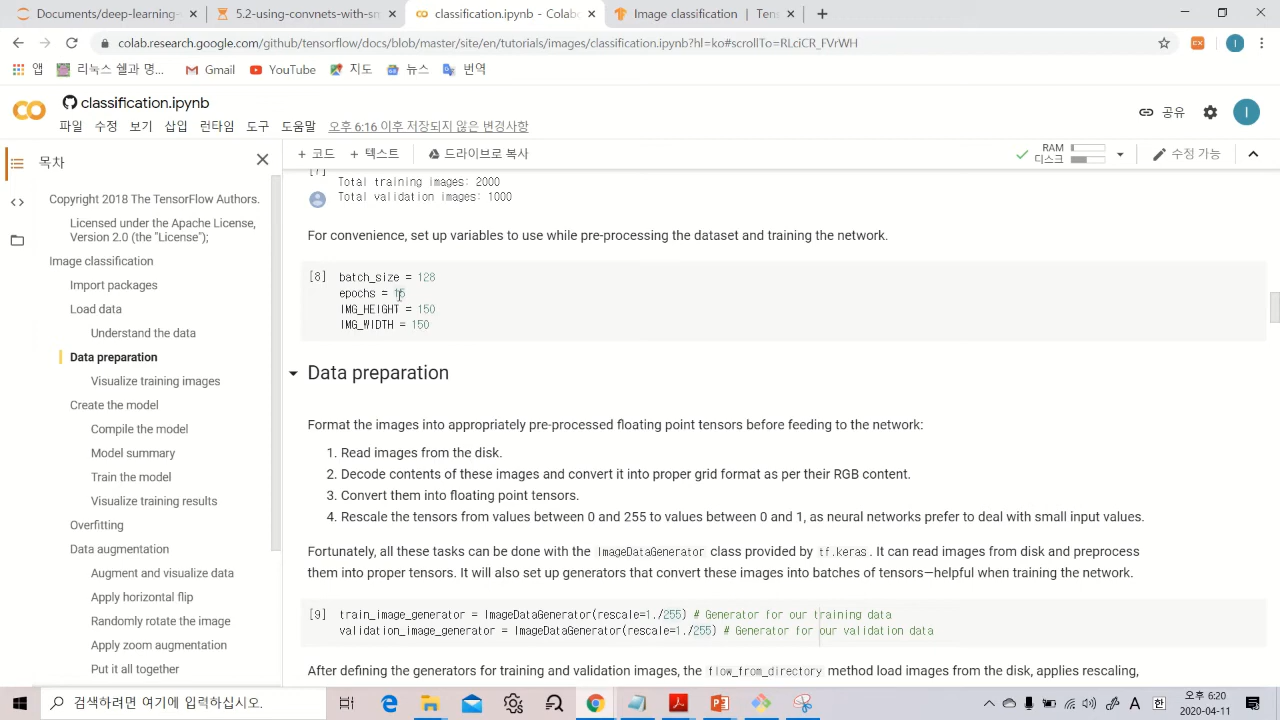 Documentary photographs, 19
5.2-using-convnets-with-sm
classification.ipynb - Colab
Image classification | Tens
colab.research.google.com/github/tensorflow/docs/blob/master/site/en/tutorials/images/classification.ipynb?hl=ko#scrollTo=RLciCR_FVrWH
앱
리눅스 쉘과 명...
Gmail
YouTube
지도
뉴스
번역
classification.ipynb
파일 수정 보기 삽입 런타임 도구 도움말 오후 6:16 이후 저장되지 않은 변경사항
공유
I
목차
+ 코드 + 텍스트
드라이브로 복사
RAM
디스크
수정 가능
Copyright 2018 The TensorFlow Authors.
Licensed under the Apache License,
Version 2.0 (the "License");
Image classification
Import packages
Load data
Understand the data
Data preparation
Visualize training images
Create the model
Compile the model
Model summary
Train the model
Visualize training results
Overfitting
Data augmentation
Augment and visualize data
Apply horizontal flip
Randomly rotate the image
Apply zoom augmentation
Put it all together
[7]
Total training images: 2000
Total validation images: 1000
For convenience, set up variables to use while pre-processing the dataset and training the network.
[8] batch_size = 128
epochs = 15
IMG_HEIGHT = 150
IMG_WIDTH = 150
Data preparation
Format the images into appropriately pre-processed floating point tensors before feeding to the network:
1. Read images from the disk.
2. Decode contents of these images and convert it into proper grid format as per their RGB content.
3. Convert them into floating point tensors.
4. Rescale the tensors from values between 0 and 255 to values between 0 and 1, as neural networks prefer to deal with small input values.
Fortunately, all these tasks can be done with the ImageDataGenerator class provided by tf.keras. It can read images from disk and preprocess
them into proper tensors. It will also set up generators that convert these images into batches of tensors—helpful when training the network.
[9] train_image_generator = ImageDataGenerator(rescale=1./255) # Generator for our training data
validation_image_generator = ImageDataGenerator(rescale=1./255) # Generator for our validation data
After defining the generators for training and validation images, the flow_from_directory method load images from the disk, applies rescaling,
검색하려면 여기에 입력하십시오.
A 한
오후 6:20
2020-04-11